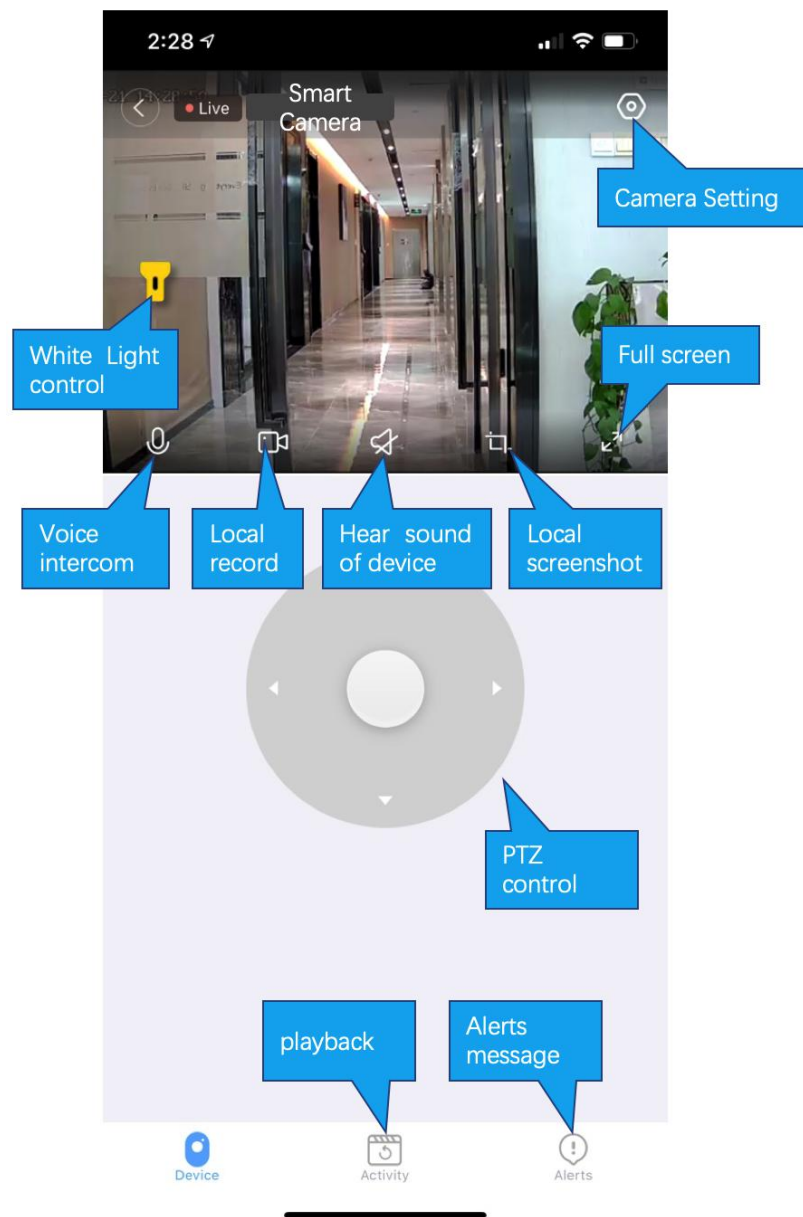 2:28
Live
Smart
Camera
Camera Setting
White Light
control
Full screen
Voice
intercom
Local
record
Hear sound
of device
Local
screenshot
PTZ
control
playback
Alerts
message
Device
Activity
Alerts